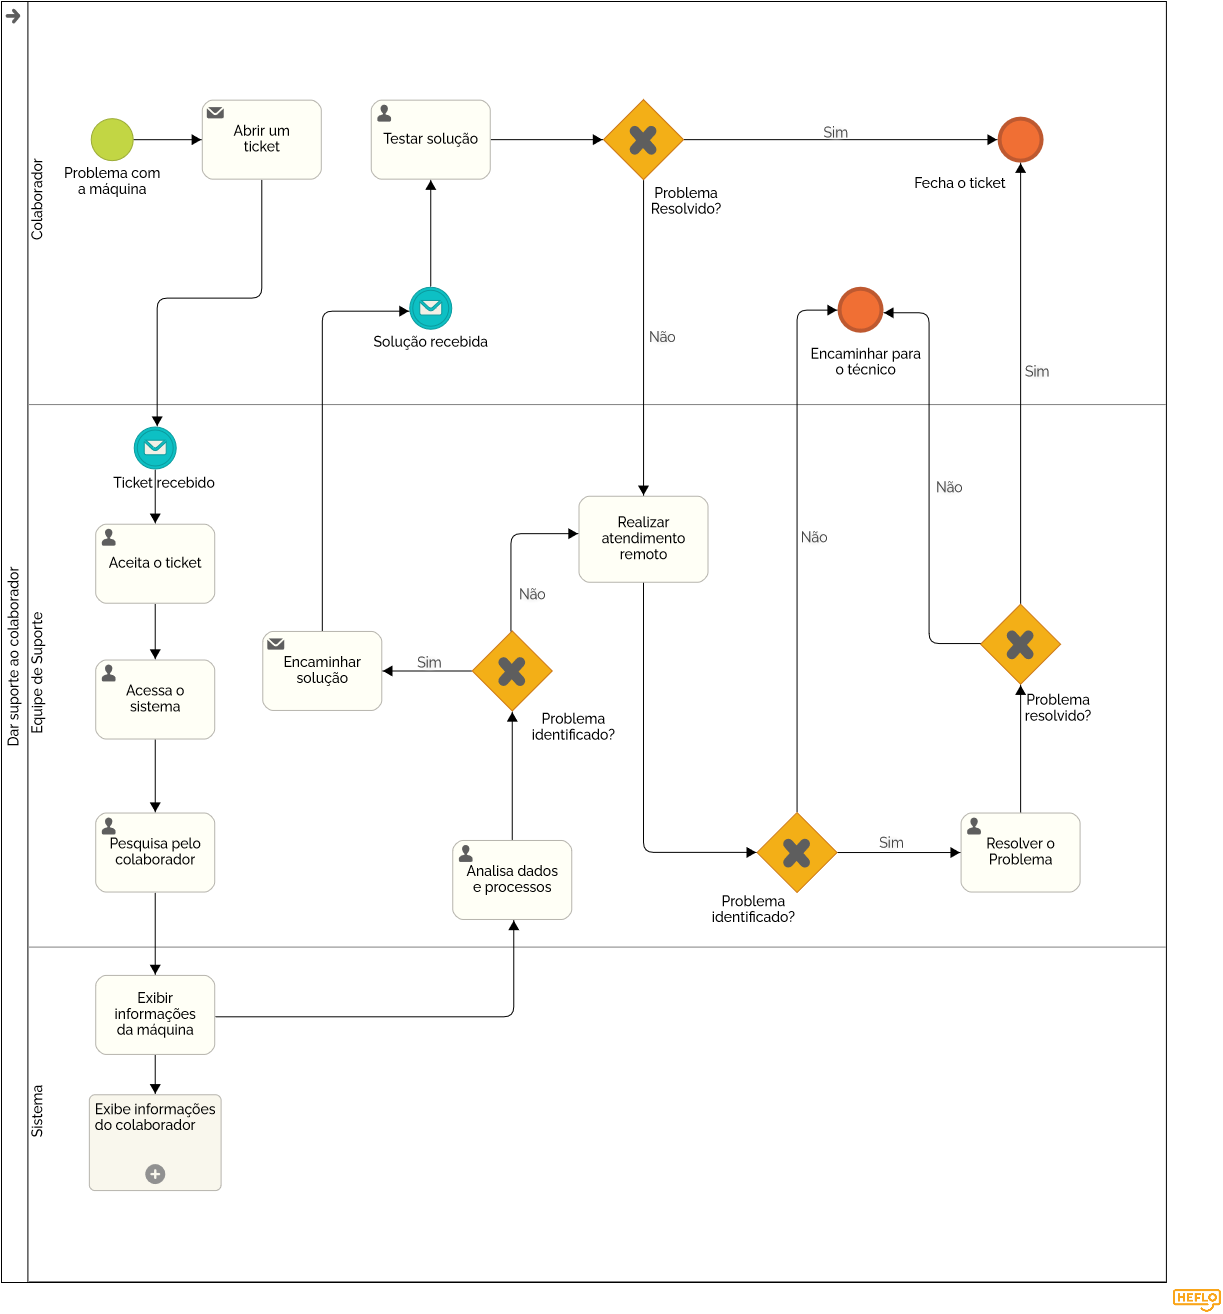 Dar suporte ao colaborador
Colaborador
Problema com
a máquina
Abrir um
ticket
Testar solução
Problema
Resolvido?
Sim
Fecha o ticket
Solução recebida
Não
Encaminhar para
o técnico
Sim
Equipe de Suporte
Ticket recebido
Aceita o ticket
Acessa o
sistema
Pesquisa pelo
colaborador
Encaminhar
solução
Sim
Não
Problema
identificado?
Analisa dados
e processos
Realizar
atendimento
remoto
Não
Não
Problema
identificado?
Sim
Resolver o
Problema
Problema
resolvido?
Sistema
Exibir
informações
da máquina
Exibe informações
do colaborador
HEFLO